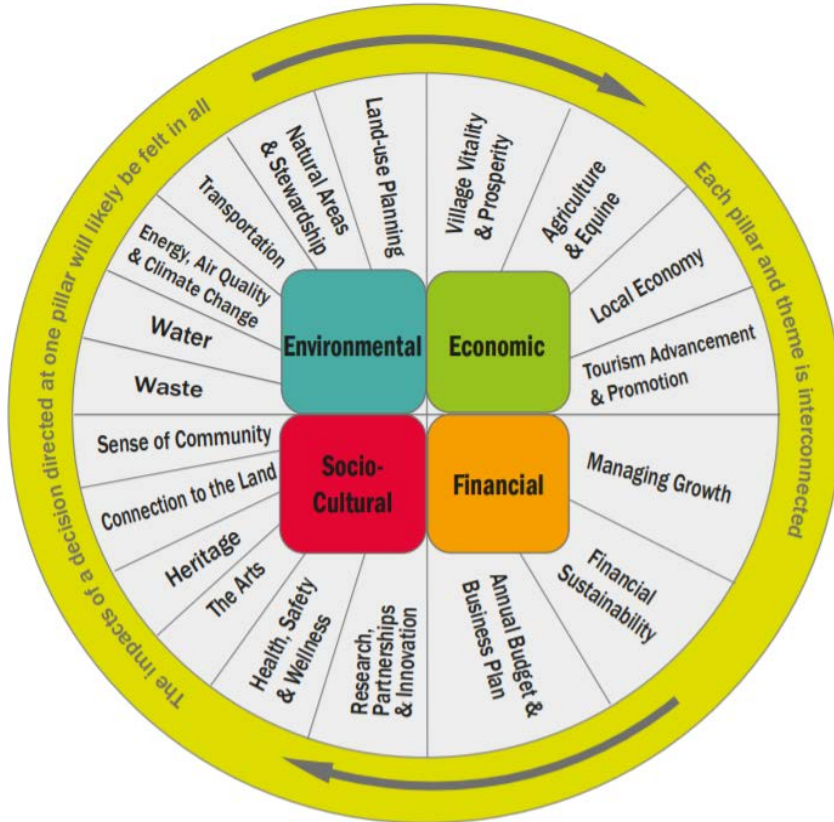 The impacts of a decision directed at one pillar will likely be felt in all
Each pillar and theme is interconnected
Environmental
Land-use Planning
Natural Areas
& Stewardship
Transportation
Energy, Air Quality
& Climate Change
Water
Waste
Economic
Village Vitality
& Prosperity
Agriculture
& Equine
Local Economy
Tourism Advancement
& Promotion
Socio-
Cultural
Sense of Community
Connection to the Land
Heritage
The Arts
Health, Safety
& Wellness
Research,
Partnerships
& Innovation
Financial
Managing Growth
Financial
Sustainability
Annual Budget &
Business Plan